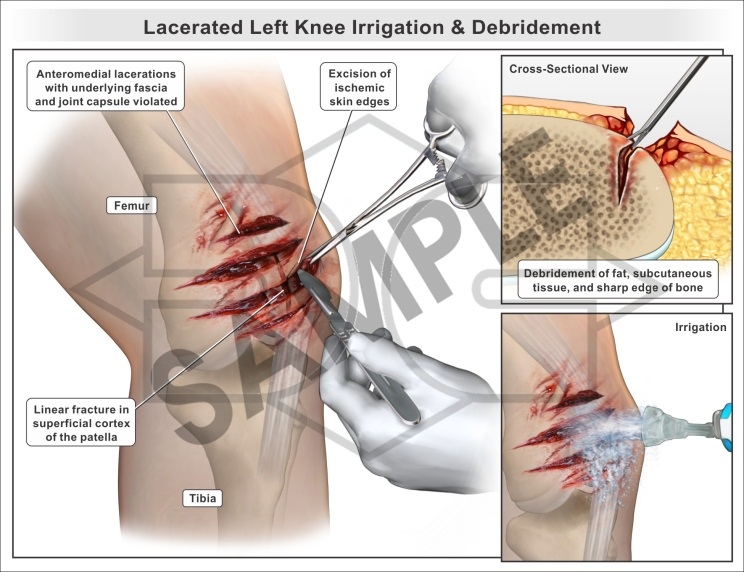 Lacerated Left Knee Irrigation & Debridement
Anteromedial lacerations
with underlying fascia
and joint capsule violated
Excision of
ischemic
skin edges
Femur
Linear fracture in
superficial cortex
of the patella
Tibia
Cross-Sectional View
Debridement of fat, subcutaneous
tissue, and sharp edge of bone
Irrigation
SAMPLE